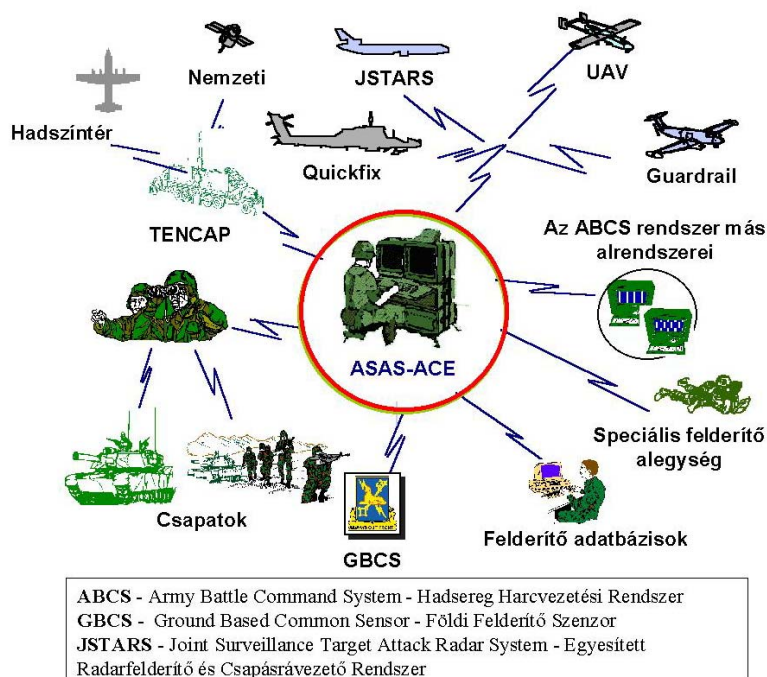 Nemzeti
JSTARS
UAV
Hadszíntér
Quickfix
Guardrail
TENCAP
Az ABCS rendszer más
alrendszerei
ASAS-ACE
Speciális felderítő
alegység
Csapatok
GBCS
Felderítő adatbázisok
ABCS - Army Battle Command System - Hadsereg Harcvezetési Rendszer
GBCS - Ground Based Common Sensor - Földi Felderítő Szenzor
JSTARS - Joint Surveillance Target Attack Radar System - Egyesített
Radarfelderítő és Csapásrávezető Rendszer